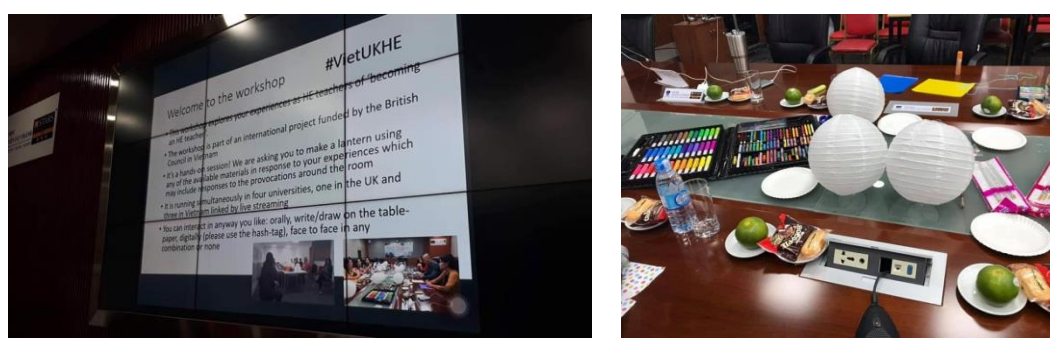 #VietUKHE
Welcome to the workshop
• This workshop explores your experiences as HE teachers of 'becoming
an HE teacher'.
• The workshop is part of an international project funded by the British
Council in Vietnam
• It's a hands-on session! We are asking you to make a lantern using
any of the available materials in response to your experiences which
may include responses to the provocations around the room
• It is running simultaneously in four universities, one in the UK and
three in Vietnam linked by live streaming
• You can interact in anyway you like: orally, write/draw on the table-
paper, digitally (please use the hash-tag), face to face in any
combination or none